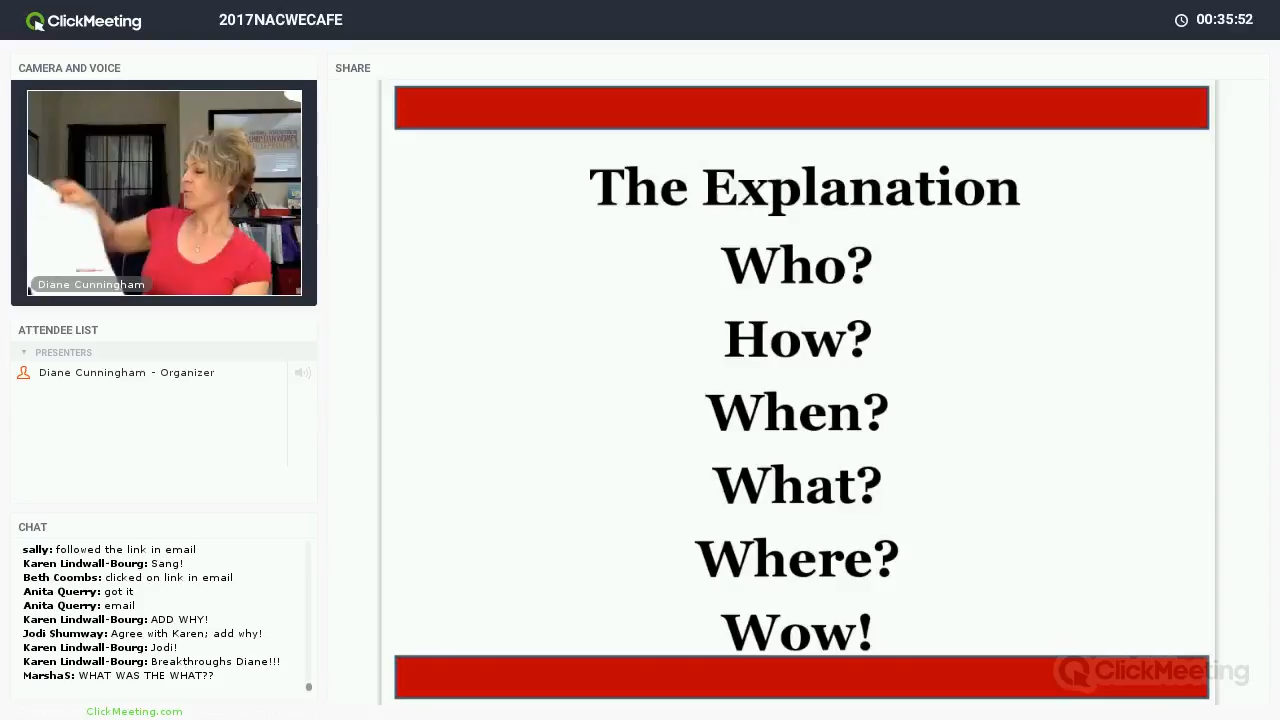 ClickMeeting
2017NACWECAFE
00:35:52
CAMERA AND VOICE
Diane Cunningham
ATTENDEE LIST
PRESENTERS
Diane Cunningham - Organizer
CHAT
sally: followed the link in email
Karen Lindwall-Bourg: Sang!
Beth Coombs: clicked on link in email
Anita Querry: got it
Anita Querry: email
Karen Lindwall-Bourg: ADD WHY!
Jodi Shumway: Agree with Karen; add why!
Karen Lindwall-Bourg: Jodi!
Karen Lindwall-Bourg: Breakthroughs Diane!!!
MarshaS: WHAT WAS THE WHAT??
ClickMeeting.com
SHARE
The Explanation
Who?
How?
When?
What?
Where?
Wow!
ClickMeeting